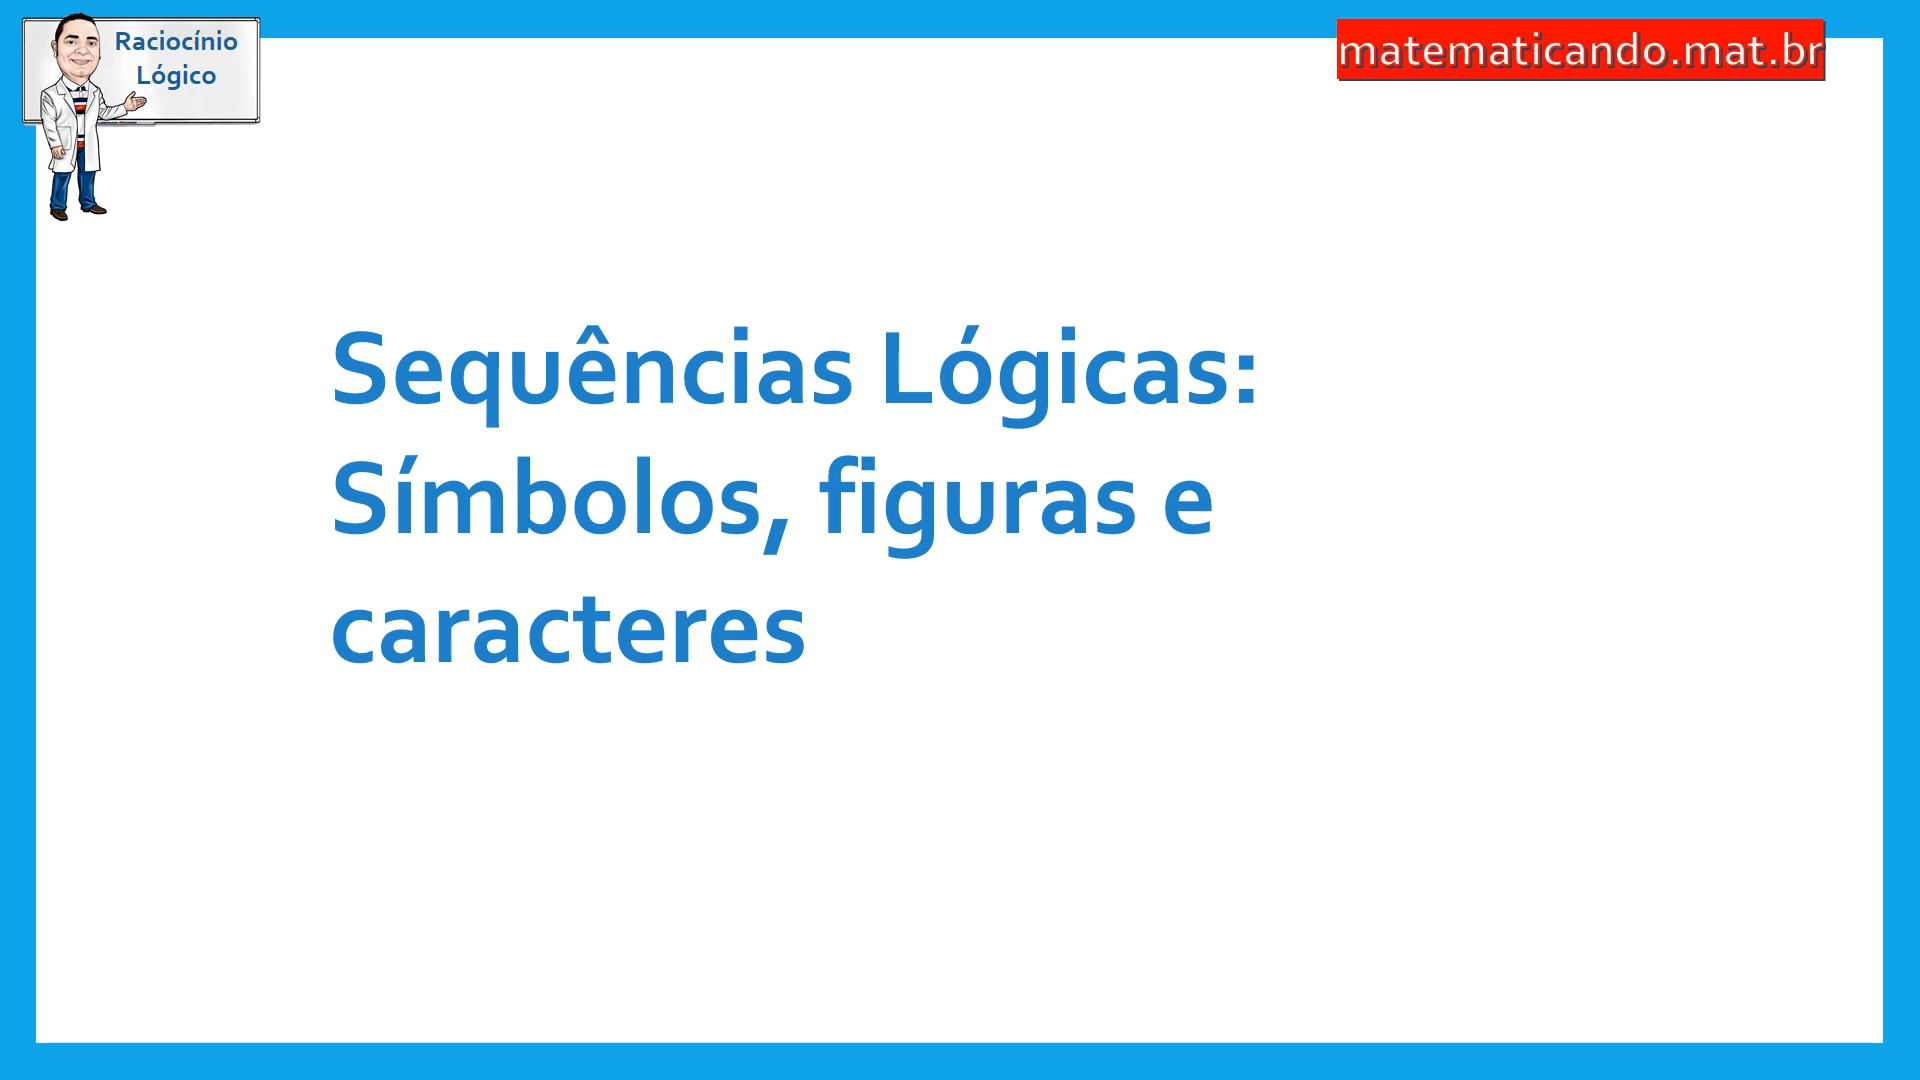 Raciocínio
Lógico
matematicando.mat.br
Sequências Lógicas:
Símbolos, figuras e
caracteres